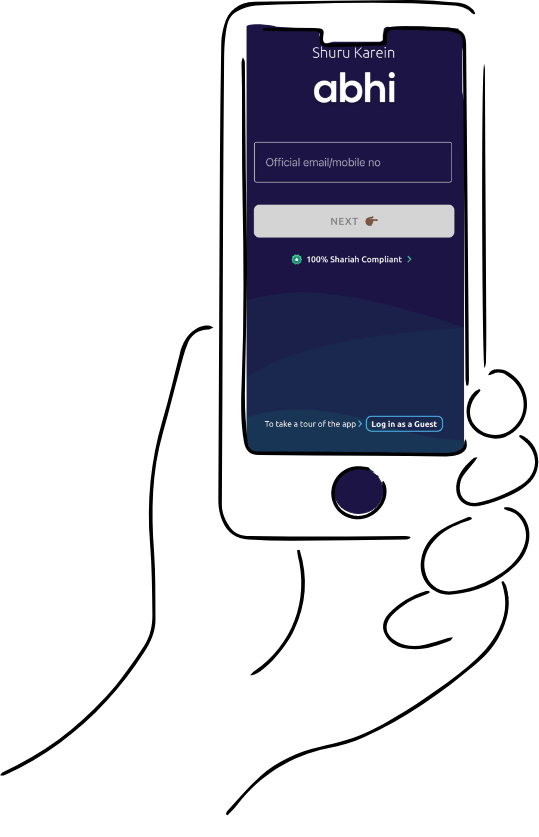 Shuru Karein
abhi
Official email/mobile no
NEXT
100% Shariah Compliant
To take a tour of the app Log in as a Guest